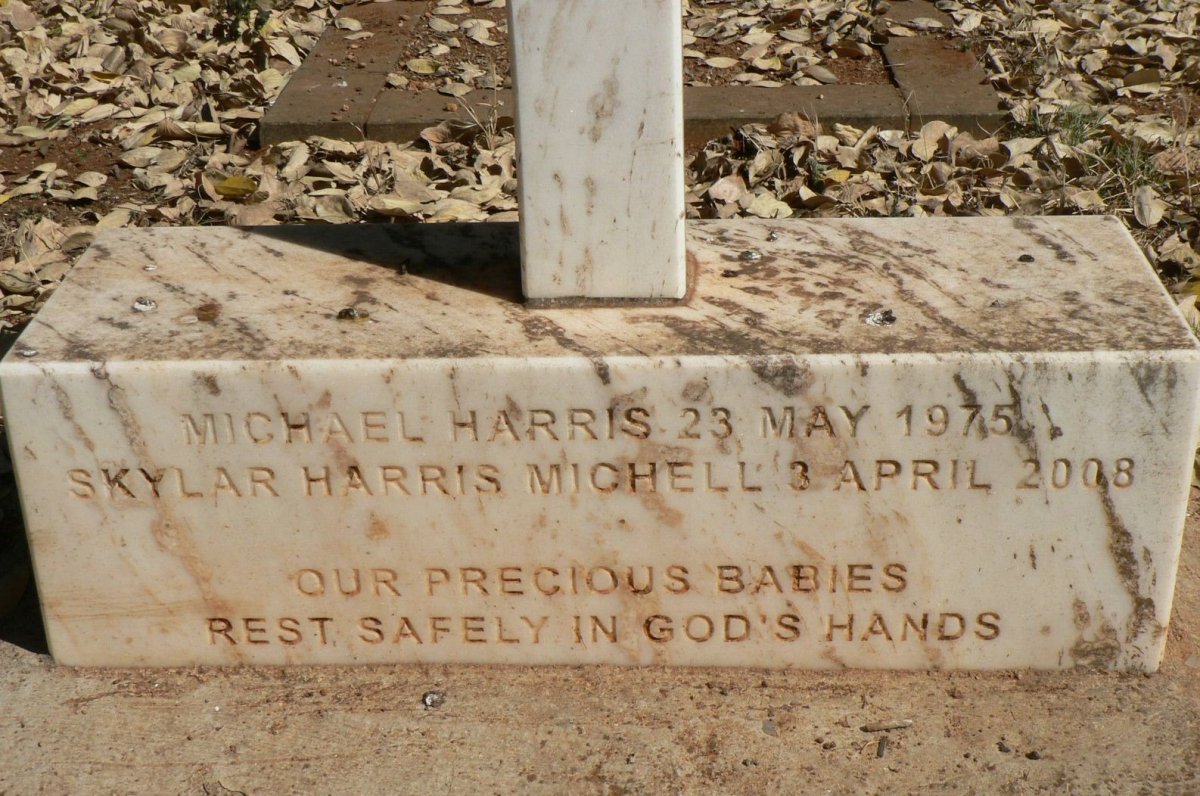 MICHAEL HARRIS 23 MAY 1975
SKYLAR HARRIS MICHELL 3 APRIL 2008
OUR PRECIOUS BABIES
REST SAFELY IN GOD'S HANDS